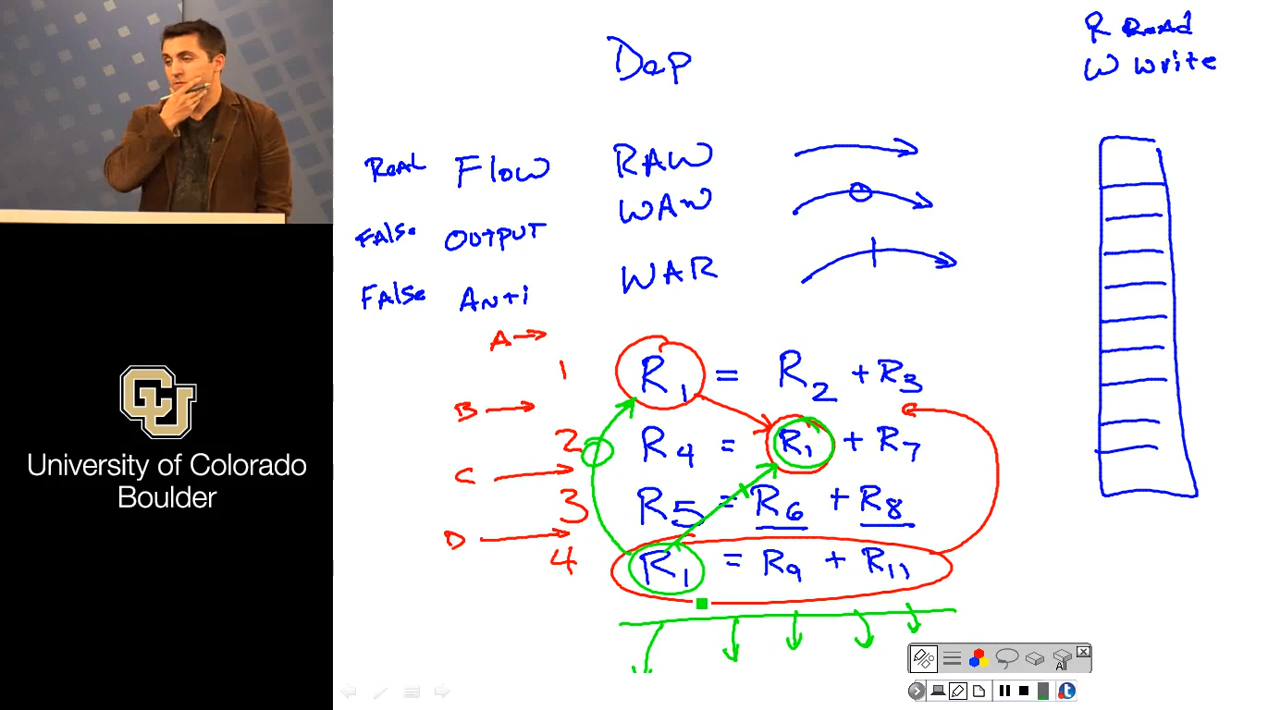 Dep
R Read
W Write
Real Flow RAW
False Output WAW
False Anti WAR
A
1 R1 = R2 + R3
B
2 R4 = R1 + R7
C
3 R5 = R6 + R8
D
4 R1 = R9 + R11
CU
University of Colorado
Boulder